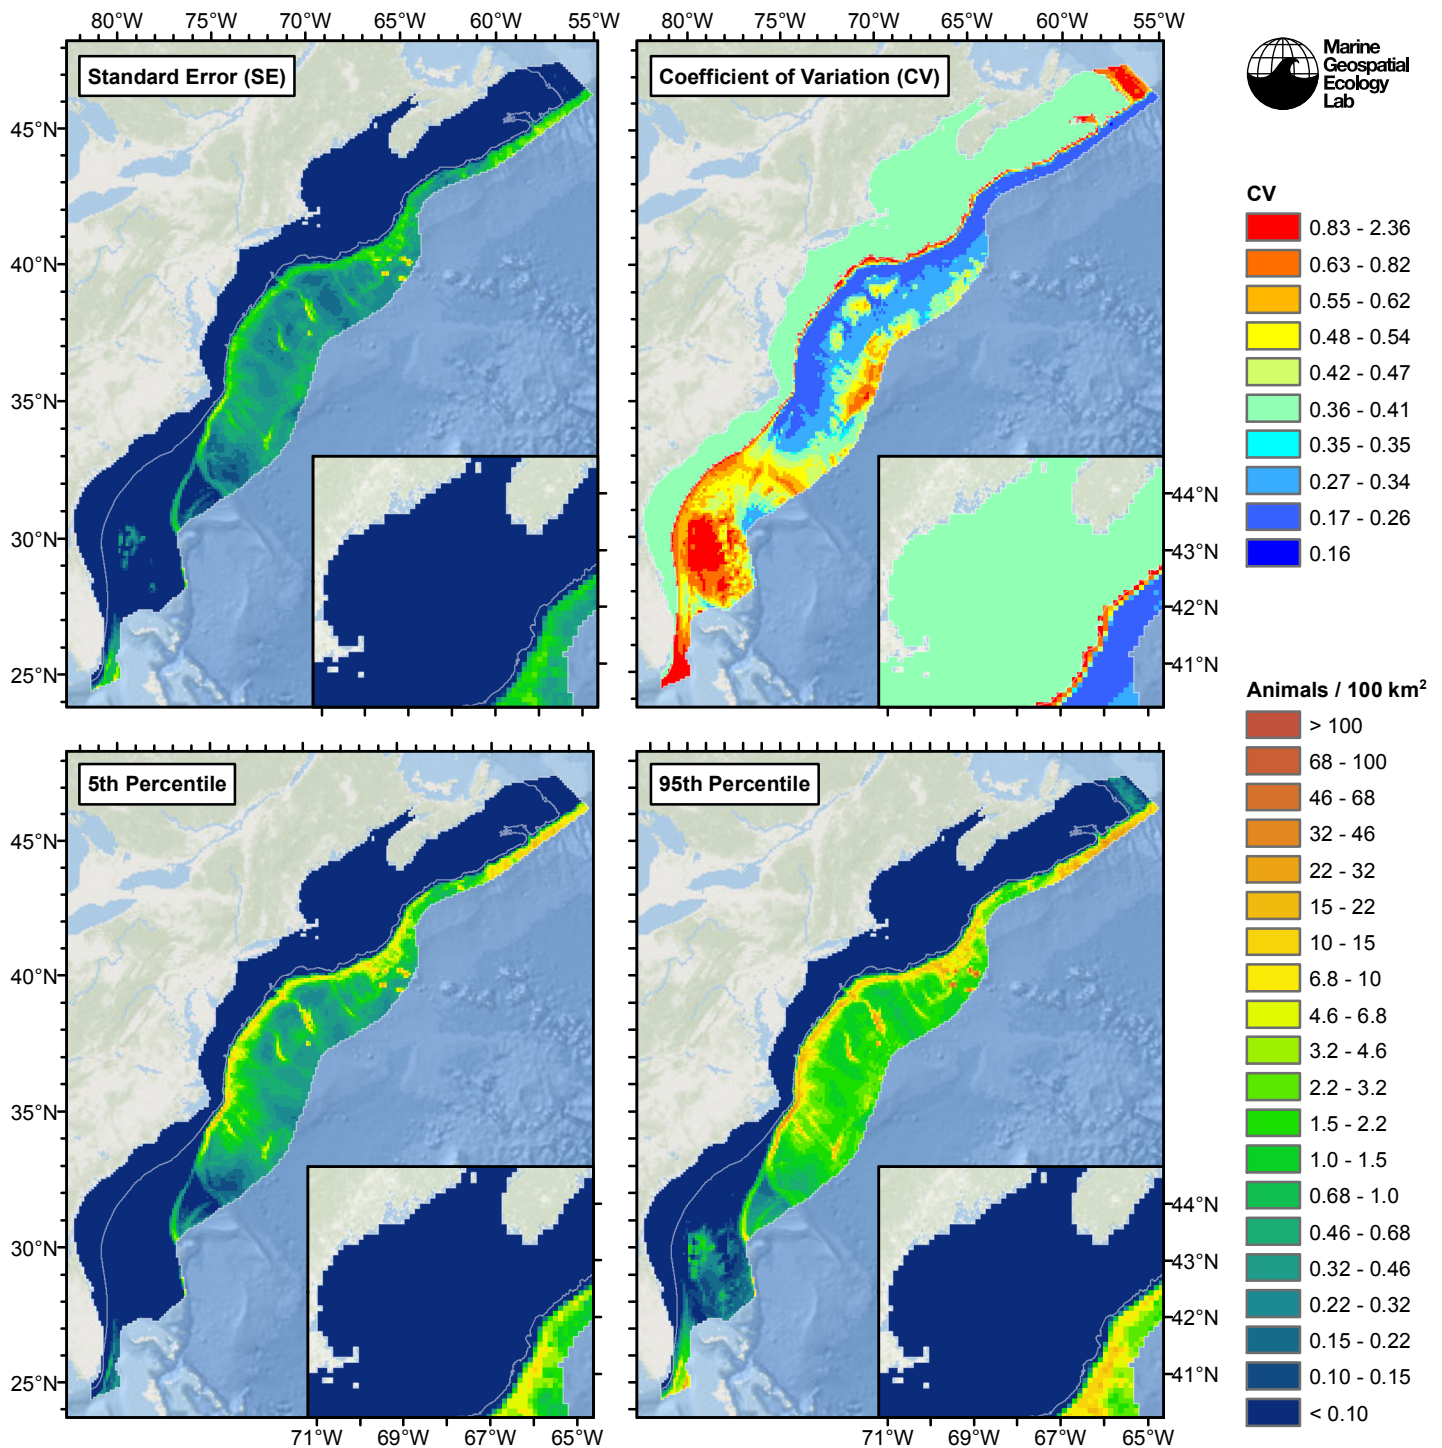 80°W 75°W 70°W 65°W 60°W 55°W
80°W 75°W 70°W 65°W 60°W 55°W
Standard Error (SE)
45°N
40°N
35°N
30°N
25°N
Coefficient of Variation (CV)
44°N
43°N
42°N
41°N
Marine
Geospatial
Ecology
Lab
CV
0.83 - 2.36
0.63 - 0.82
0.55 - 0.62
0.48 - 0.54
0.42 - 0.47
0.36 - 0.41
0.35 - 0.35
0.27 - 0.34
0.17 - 0.26
0.16
5th Percentile
45°N
40°N
35°N
30°N
25°N
71°W 69°W 67°W 65°W
95th Percentile
44°N
43°N
42°N
41°N
71°W 69°W 67°W 65°W
Animals / 100 km²
> 100
68 - 100
46 - 68
32 - 46
22 - 32
15 - 22
10 - 15
6.8 - 10
4.6 - 6.8
3.2 - 4.6
2.2 - 3.2
1.5 - 2.2
1.0 - 1.5
0.68 - 1.0
0.46 - 0.68
0.32 - 0.46
0.22 - 0.32
0.15 - 0.22
0.10 - 0.15
< 0.10